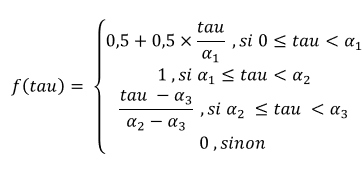 0,5 + 0,5 × tau/α₁ , si 0 ≤ tau < α₁
1 , si α₁ ≤ tau < α₂
f(tau) = {
(tau − α₃)/(α₂ − α₃) , si α₂ ≤ tau < α₃
0 , sinon